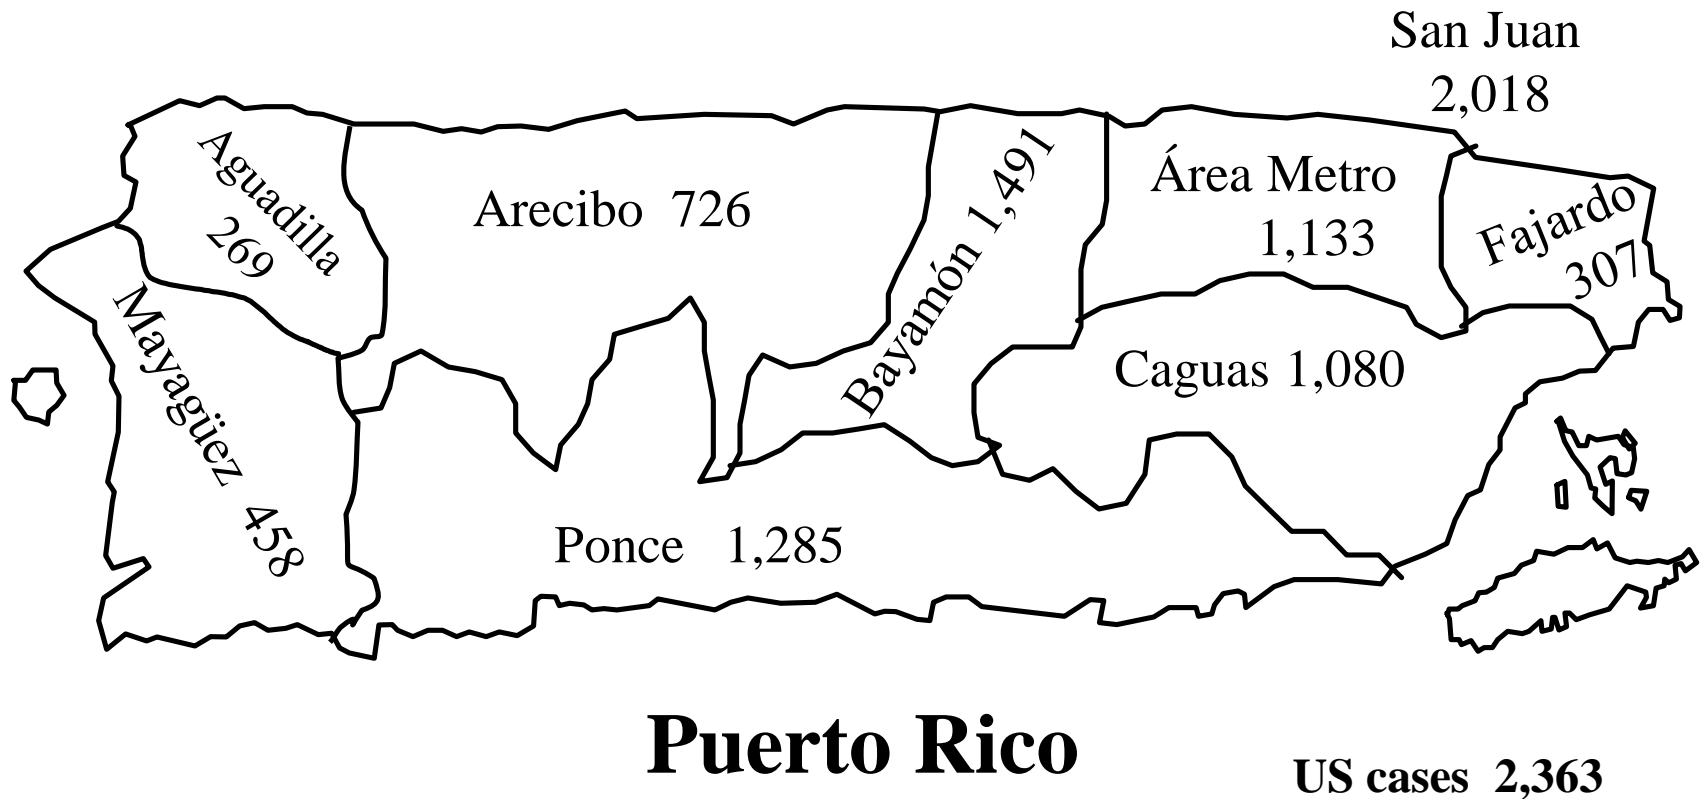 San Juan
2,018
Aguadilla
269
Arecibo 726
Bayamón 1,491
Área Metro
1,133
Fajardo
307
Mayagüez 458
Caguas 1,080
Ponce 1,285
Puerto Rico
US cases 2,363